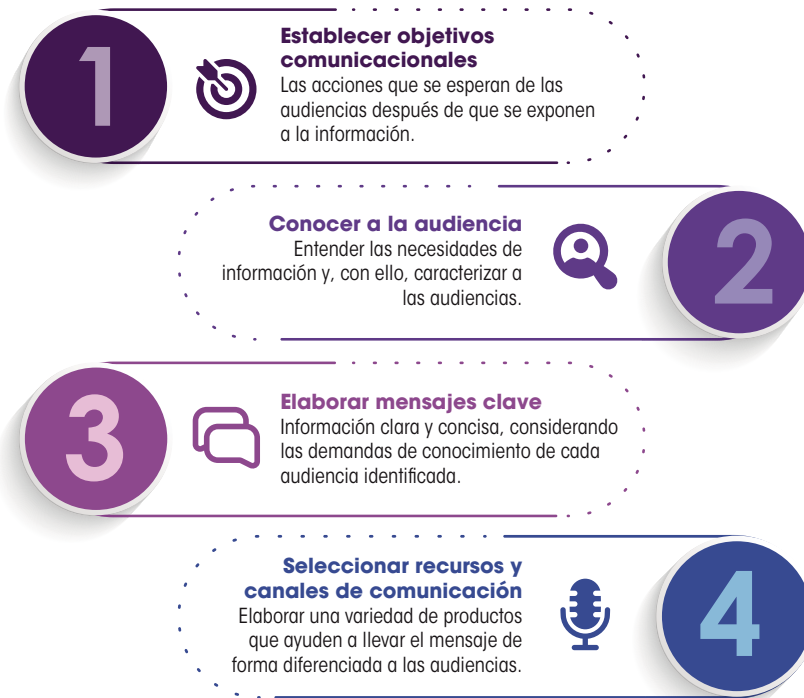 1
Establecer objetivos
comunicacionales
Las acciones que se esperan de las
audiencias después de que se exponen
a la información.
2
Conocer a la audiencia
Entender las necesidades de
información y, con ello, caracterizar a
las audiencias.
3
Elaborar mensajes clave
Información clara y concisa, considerando
las demandas de conocimiento de cada
audiencia identificada.
4
Seleccionar recursos y
canales de comunicación
Elaborar una variedad de productos
que ayuden a llevar el mensaje de
forma diferenciada a las audiencias.